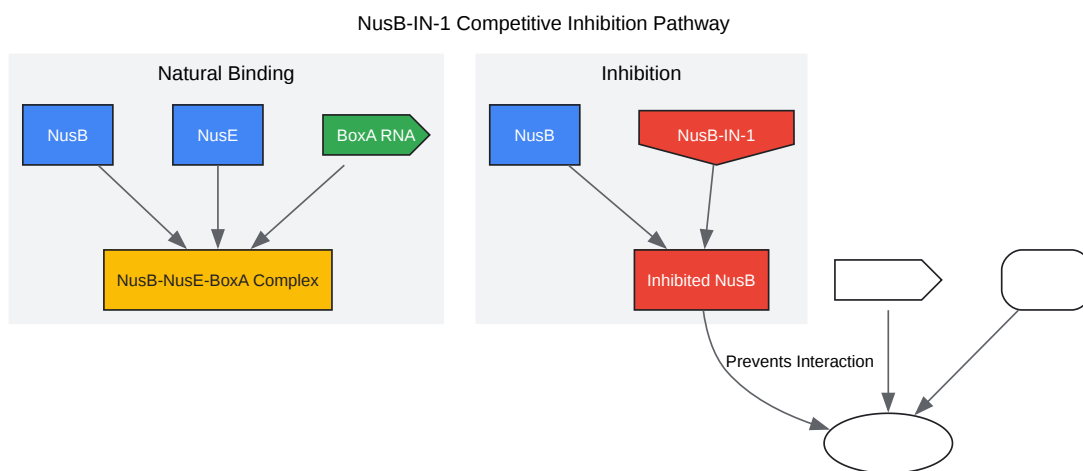 NusB-IN-1 Competitive Inhibition Pathway
Natural Binding
NusB
NusE
BoxA RNA
NusB-NusE-BoxA Complex
Inhibition
NusB
NusB-IN-1
Inhibited NusB
Prevents Interaction